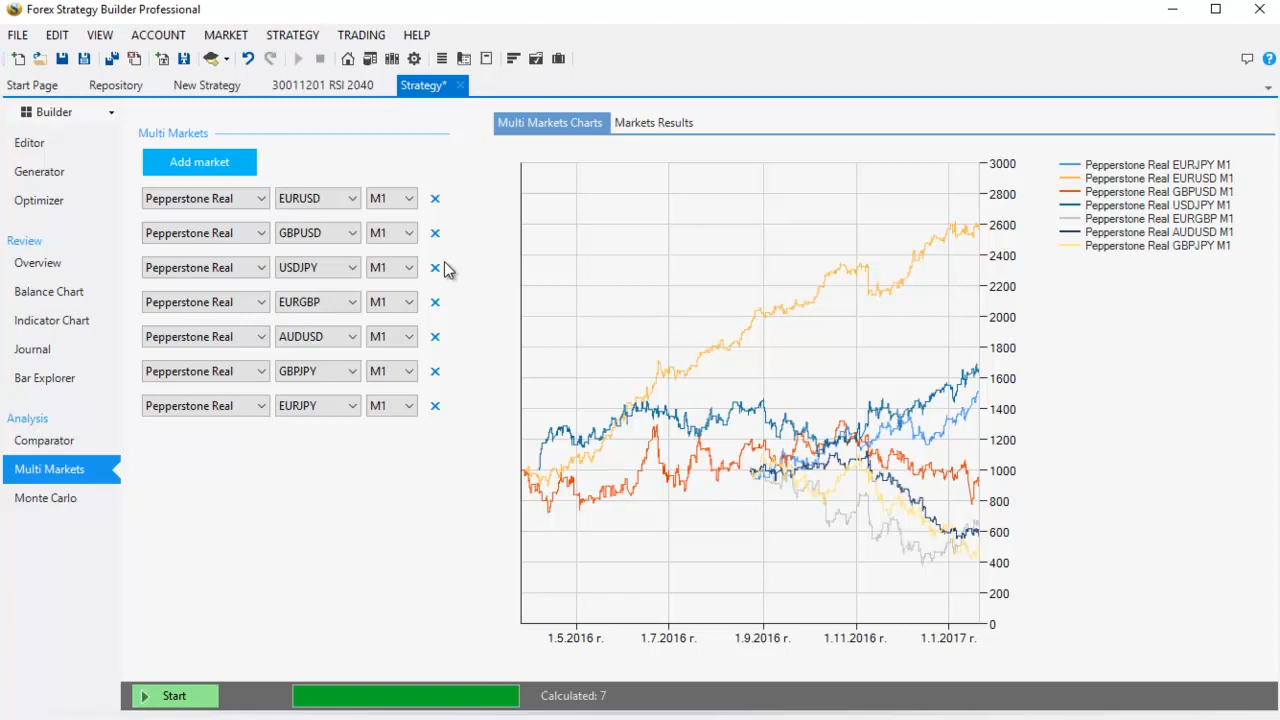 Forex Strategy Builder Professional
FILE EDIT VIEW ACCOUNT MARKET STRATEGY TRADING HELP
Start Page Repository New Strategy 30011201 RSI 2040 Strategy*
Builder
Editor
Generator
Optimizer
Review
Overview
Balance Chart
Indicator Chart
Journal
Bar Explorer
Analysis
Comparator
Multi Markets
Monte Carlo
Multi Markets
Add market
Pepperstone Real EURUSD M1
Pepperstone Real GBPUSD M1
Pepperstone Real USDJPY M1
Pepperstone Real EURGBP M1
Pepperstone Real AUDUSD M1
Pepperstone Real GBPJPY M1
Pepperstone Real EURJPY M1
Multi Markets Charts Markets Results
3000
2800
2600
2400
2200
2000
1800
1600
1400
1200
1000
800
600
400
200
0
1.5.2016 г. 1.7.2016 г. 1.9.2016 г. 1.11.2016 г. 1.1.2017 г.
Pepperstone Real EURJPY M1
Pepperstone Real EURUSD M1
Pepperstone Real GBPUSD M1
Pepperstone Real USDJPY M1
Pepperstone Real EURGBP M1
Pepperstone Real AUDUSD M1
Pepperstone Real GBPJPY M1
Start Calculated: 7